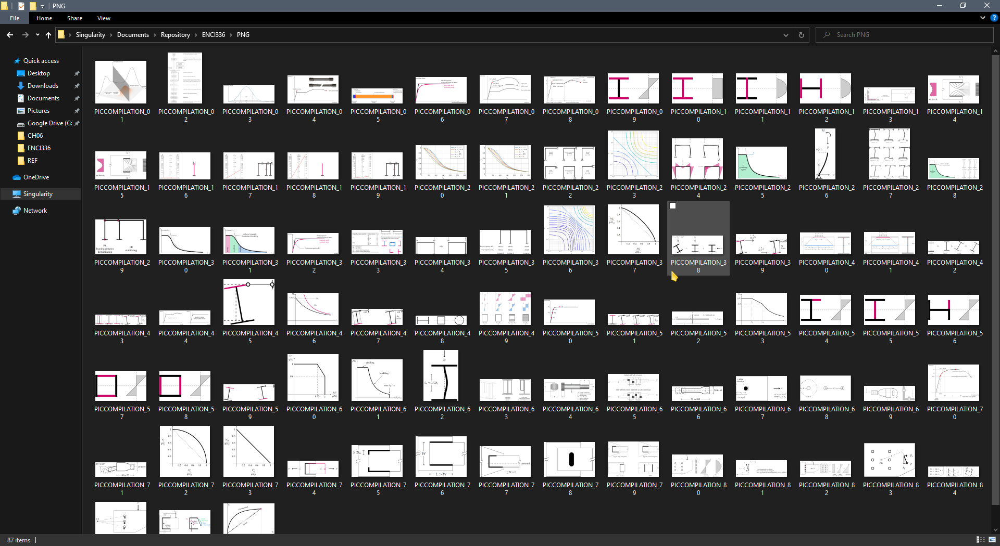 PNG
File
Home
Share
View
Singularity
Documents
Repository
ENCI336
PNG
Search PNG
Quick access
Desktop
Downloads
Documents
Pictures
Google Drive (G:
CH06
ENCI336
REF
OneDrive
Singularity
Network
PICCOMPILATION_01
PICCOMPILATION_02
PICCOMPILATION_03
PICCOMPILATION_04
PICCOMPILATION_05
PICCOMPILATION_06
PICCOMPILATION_07
PICCOMPILATION_08
PICCOMPILATION_09
PICCOMPILATION_10
PICCOMPILATION_11
PICCOMPILATION_12
PICCOMPILATION_13
PICCOMPILATION_14
PICCOMPILATION_15
PICCOMPILATION_16
PICCOMPILATION_17
PICCOMPILATION_18
PICCOMPILATION_19
PICCOMPILATION_20
PICCOMPILATION_21
PICCOMPILATION_22
PICCOMPILATION_23
PICCOMPILATION_24
PICCOMPILATION_25
PICCOMPILATION_26
PICCOMPILATION_27
PICCOMPILATION_28
PICCOMPILATION_29
PICCOMPILATION_30
PICCOMPILATION_31
PICCOMPILATION_32
PICCOMPILATION_33
PICCOMPILATION_34
PICCOMPILATION_35
PICCOMPILATION_36
PICCOMPILATION_37
PICCOMPILATION_38
PICCOMPILATION_39
PICCOMPILATION_40
PICCOMPILATION_41
PICCOMPILATION_42
PICCOMPILATION_43
PICCOMPILATION_44
PICCOMPILATION_45
PICCOMPILATION_46
PICCOMPILATION_47
PICCOMPILATION_48
PICCOMPILATION_49
PICCOMPILATION_50
PICCOMPILATION_51
PICCOMPILATION_52
PICCOMPILATION_53
PICCOMPILATION_54
PICCOMPILATION_55
PICCOMPILATION_56
PICCOMPILATION_57
PICCOMPILATION_58
PICCOMPILATION_59
PICCOMPILATION_60
PICCOMPILATION_61
PICCOMPILATION_62
PICCOMPILATION_63
PICCOMPILATION_64
PICCOMPILATION_65
PICCOMPILATION_66
PICCOMPILATION_67
PICCOMPILATION_68
PICCOMPILATION_69
PICCOMPILATION_70
PICCOMPILATION_71
PICCOMPILATION_72
PICCOMPILATION_73
PICCOMPILATION_74
PICCOMPILATION_75
PICCOMPILATION_76
PICCOMPILATION_77
PICCOMPILATION_78
PICCOMPILATION_79
PICCOMPILATION_80
PICCOMPILATION_81
PICCOMPILATION_82
PICCOMPILATION_83
PICCOMPILATION_84
87 items